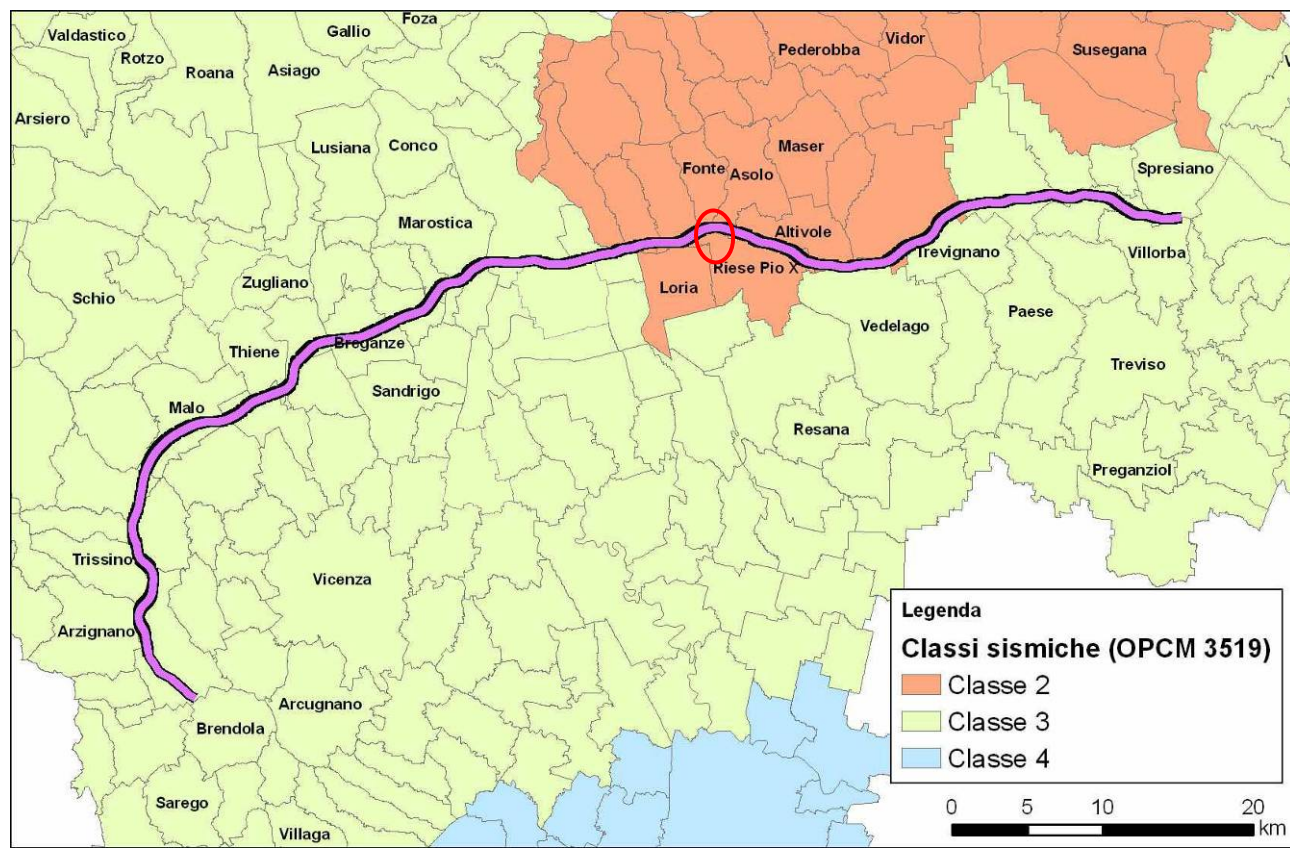 Foza
Valdastico
Gallio
Vidor
Rotzo
Pederobba
Susegana
Roana
Asiago
Arsiero
Lusiana
Conco
Maser
Fonte
Asolo
Spresiano
Marostica
Altivole
Trevignano
Villorba
Riese Pio X
Zugliano
Loria
Schio
Paese
Vedelago
Breganze
Thiene
Treviso
Sandrigo
Malo
Resana
Preganziol
Trissino
Vicenza
Arzignano
Legenda
Classi sismiche (OPCM 3519)
Classe 2
Arcugnano
Classe 3
Brendola
Classe 4
Sarego
0 5 10 20
km
Villaga